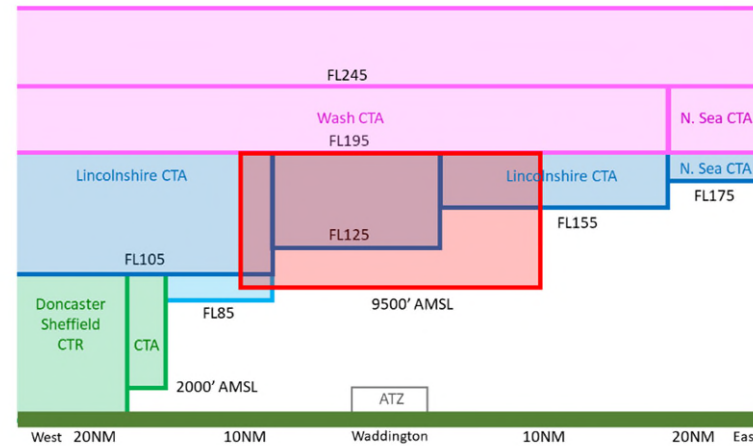 FL245
Wash CTA
N. Sea CTA
FL195
Lincolnshire CTA
Lincolnshire CTA
N. Sea CTA
FL175
FL155
FL125
FL105
Doncaster
Sheffield
CTR
CTA
FL85
9500' AMSL
2000' AMSL
ATZ
West 20NM 10NM Waddington 10NM 20NM Eas